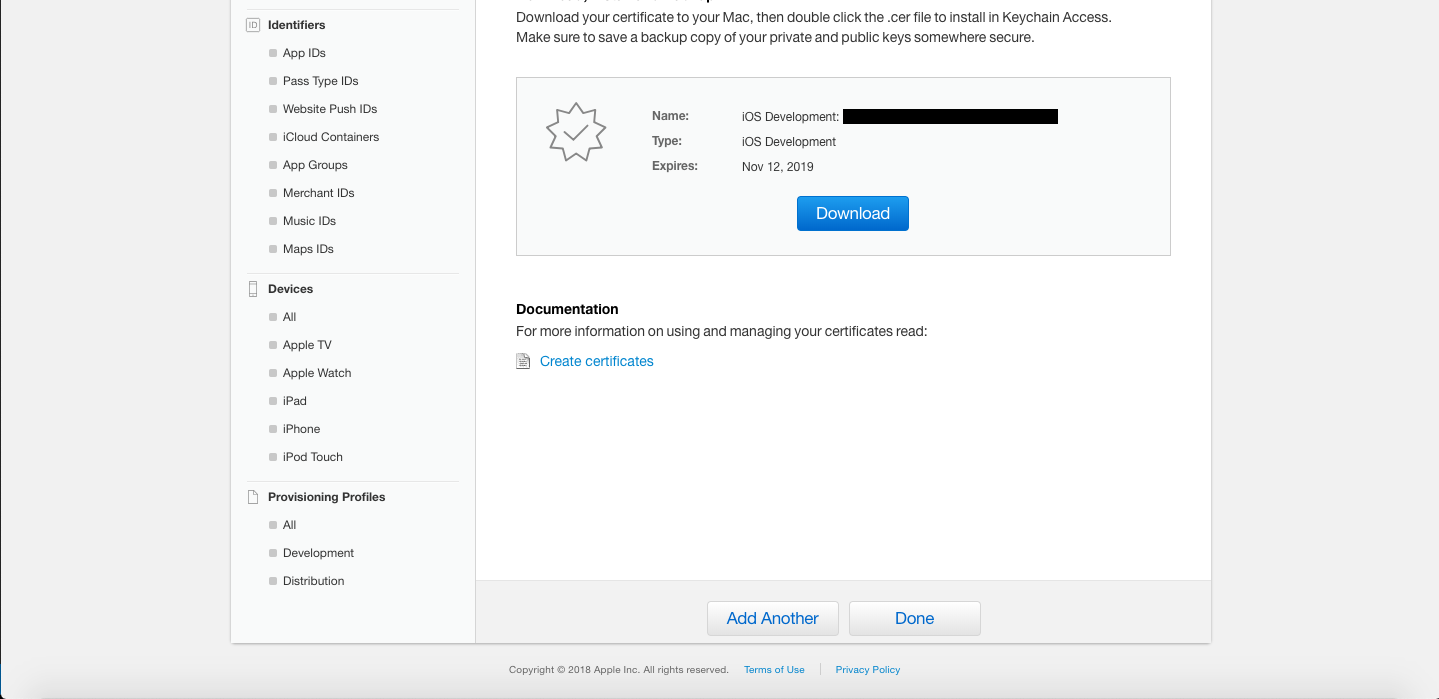 ID Identifiers
App IDs
Pass Type IDs
Website Push IDs
iCloud Containers
App Groups
Merchant IDs
Music IDs
Maps IDs
Devices
All
Apple TV
Apple Watch
iPad
iPhone
iPod Touch
Provisioning Profiles
All
Development
Distribution
Download your certificate to your Mac, then double click the .cer file to install in Keychain Access.
Make sure to save a backup copy of your private and public keys somewhere secure.
Name: iOS Development:
Type: iOS Development
Expires: Nov 12, 2019
Download
Documentation
For more information on using and managing your certificates read:
Create certificates
Add Another Done
Copyright © 2018 Apple Inc. All rights reserved. Terms of Use Privacy Policy